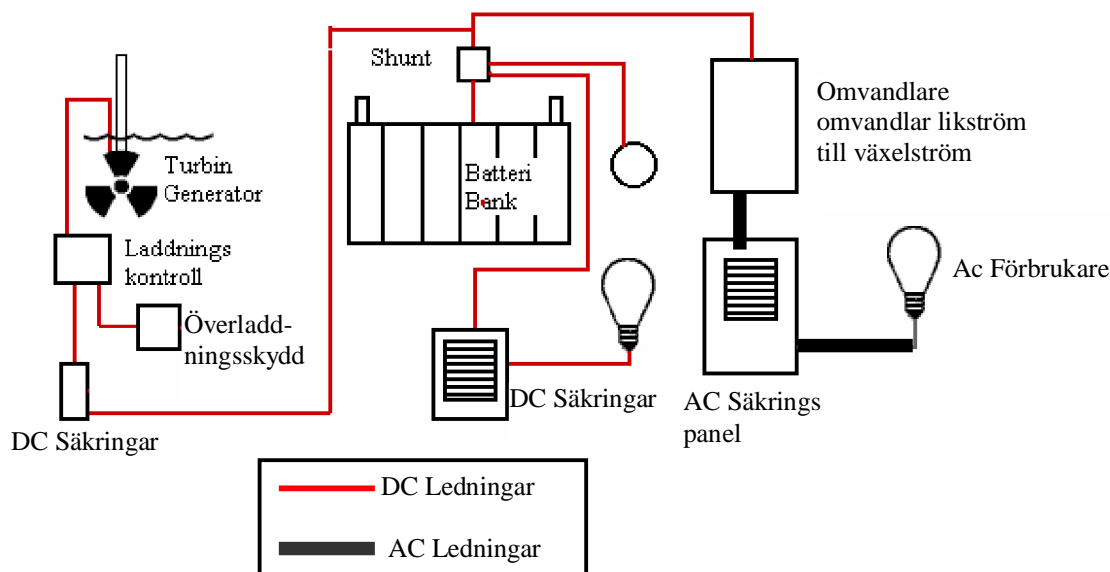 Shunt
Omvandlare
omvandlar likström
till växelström
Turbin
Generator
Batteri
Bank
Laddnings
kontroll
Ac Förbrukare
Överladd-
ningsskydd
DC Säkringar
DC Säkringar
AC Säkrings
panel
DC Ledningar
AC Ledningar